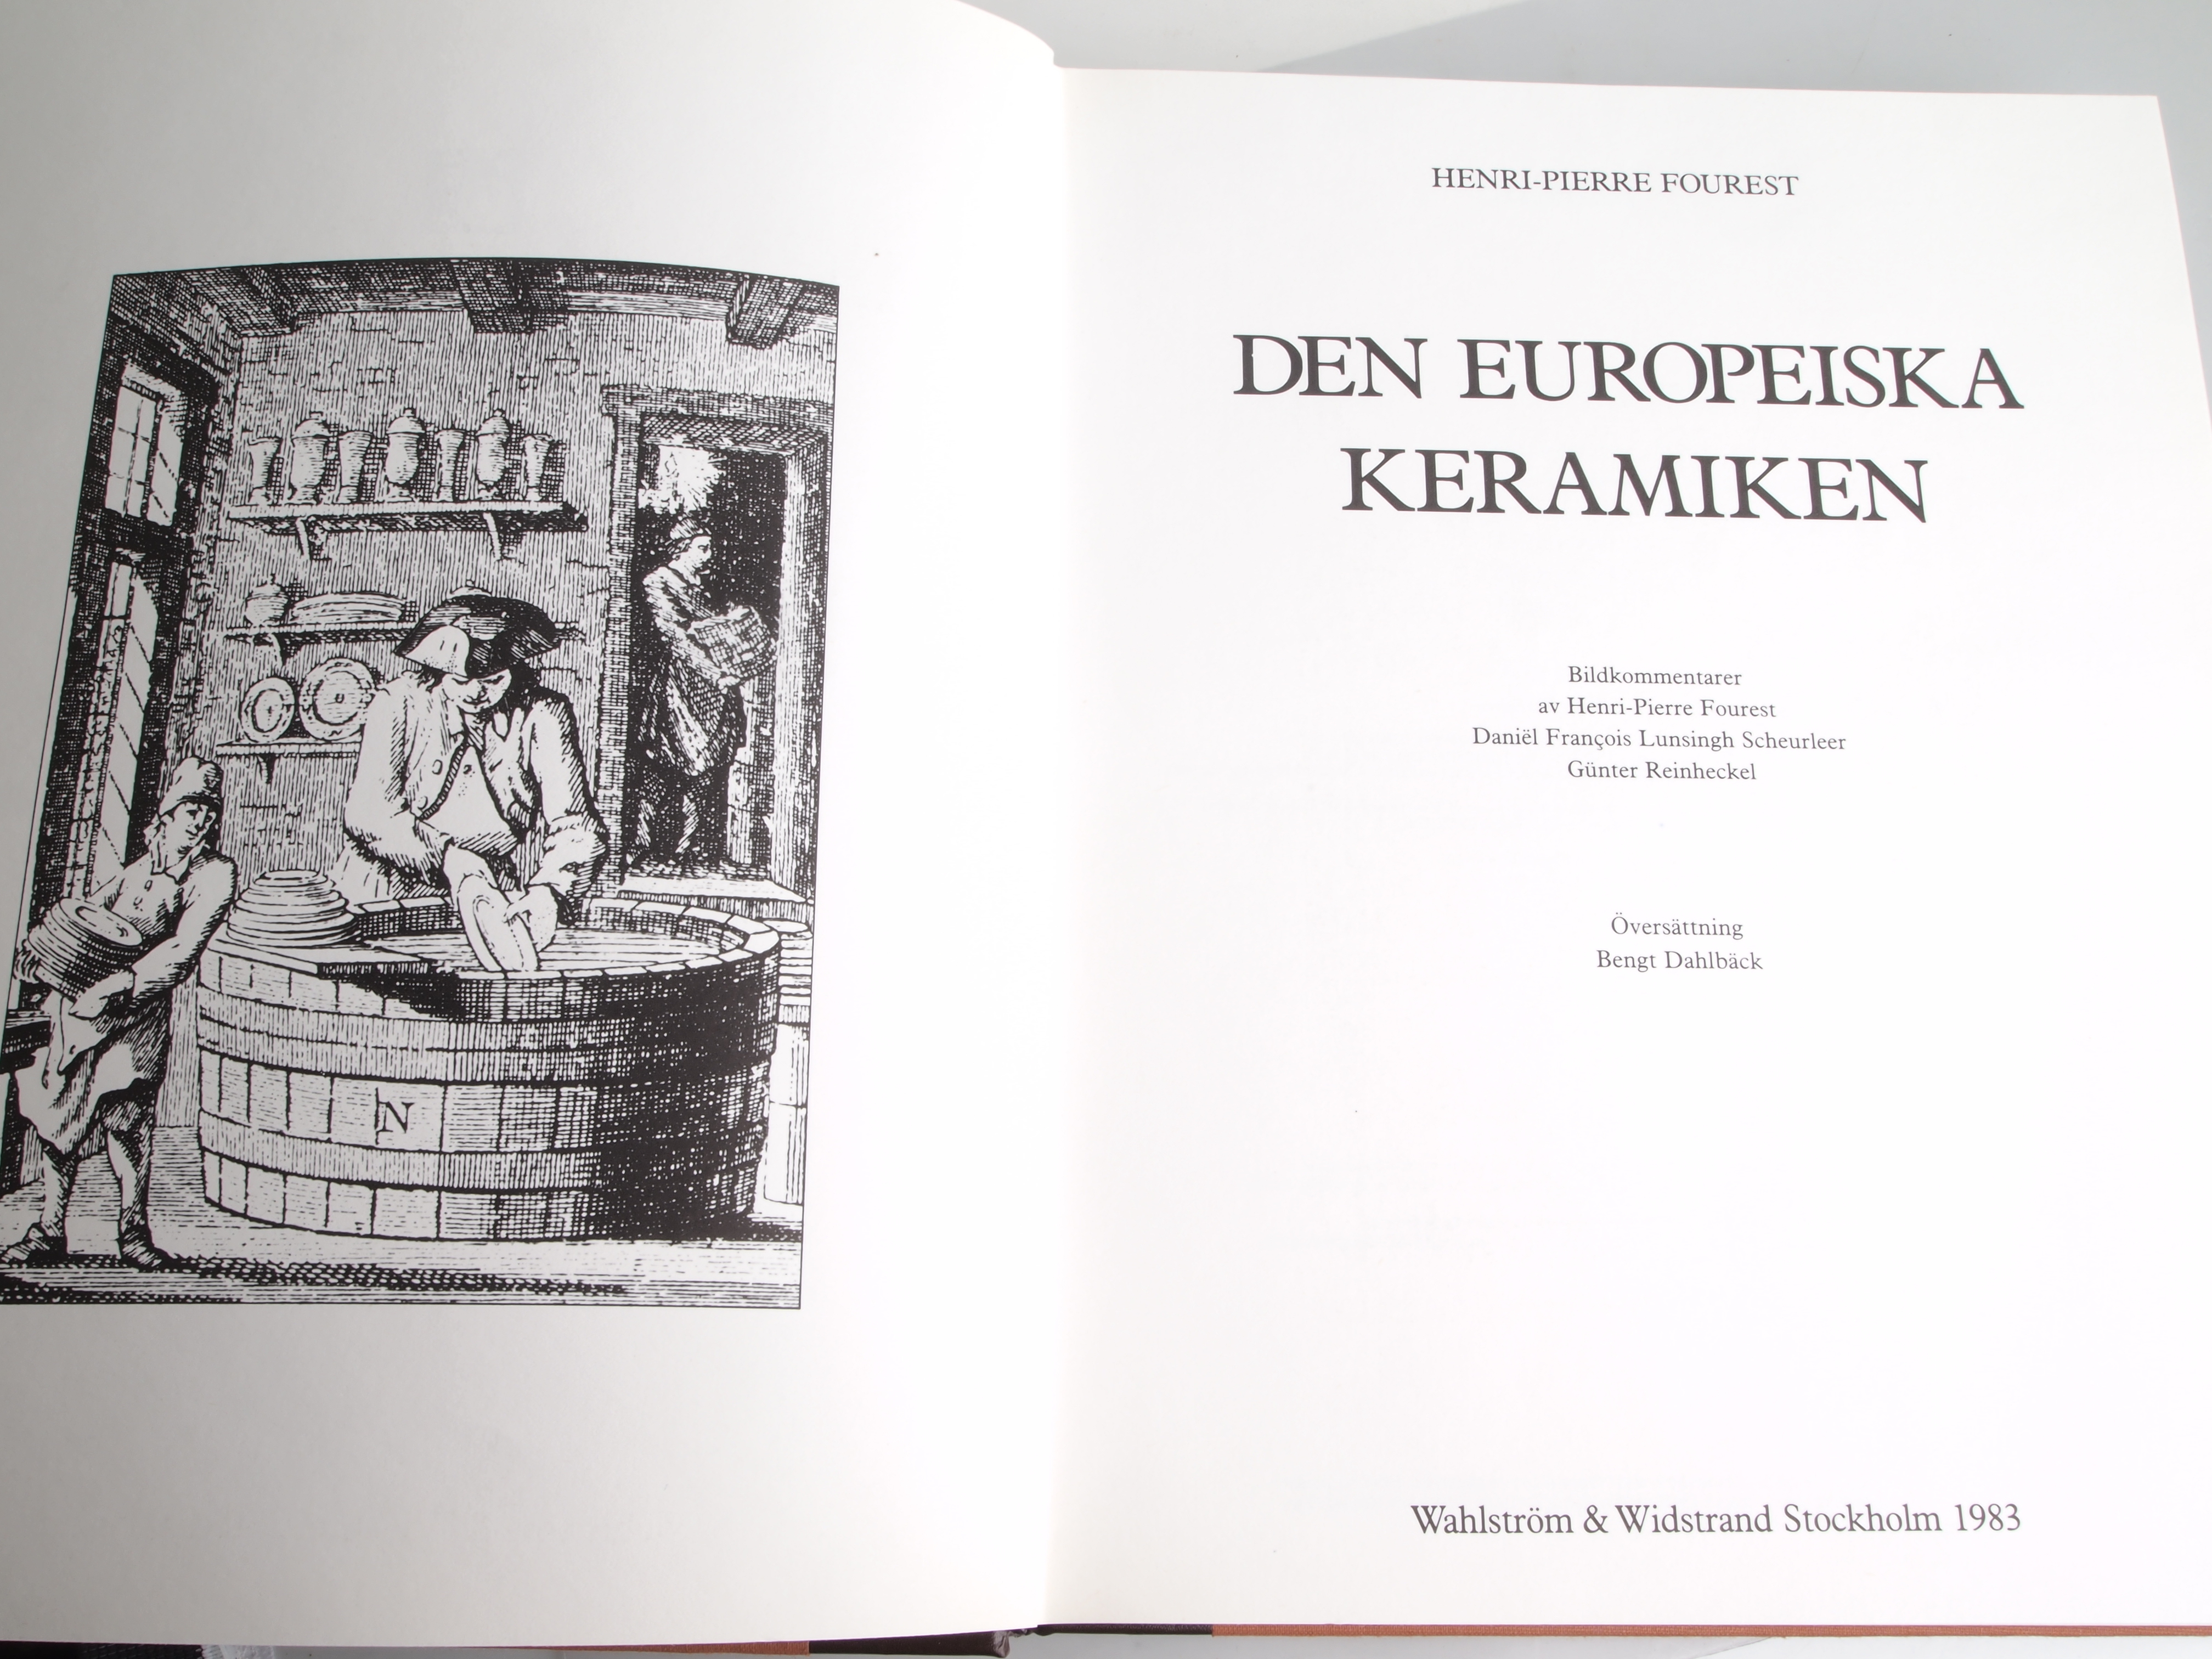 N
HENRI-PIERRE FOUREST
DEN EUROPEISKA
KERAMIKEN
Bildkommentarer
av Henri-Pierre Fourest
Daniël François Lunsingh Scheurleer
Günter Reinheckel
Översättning
Bengt Dahlbäck
Wahlström & Widstrand Stockholm 1983